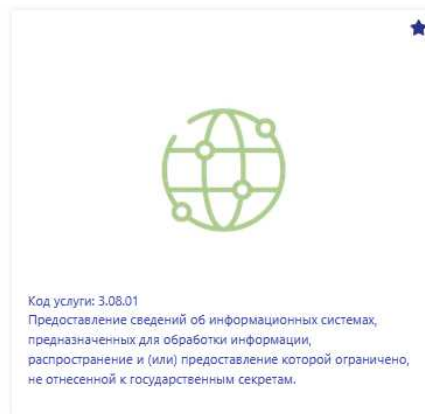 Код услуги: 3.08.01
Предоставление сведений об информационных системах,
предназначенных для обработки информации,
распространение и (или) предоставление которой ограничено,
не отнесенной к государственным секретам.